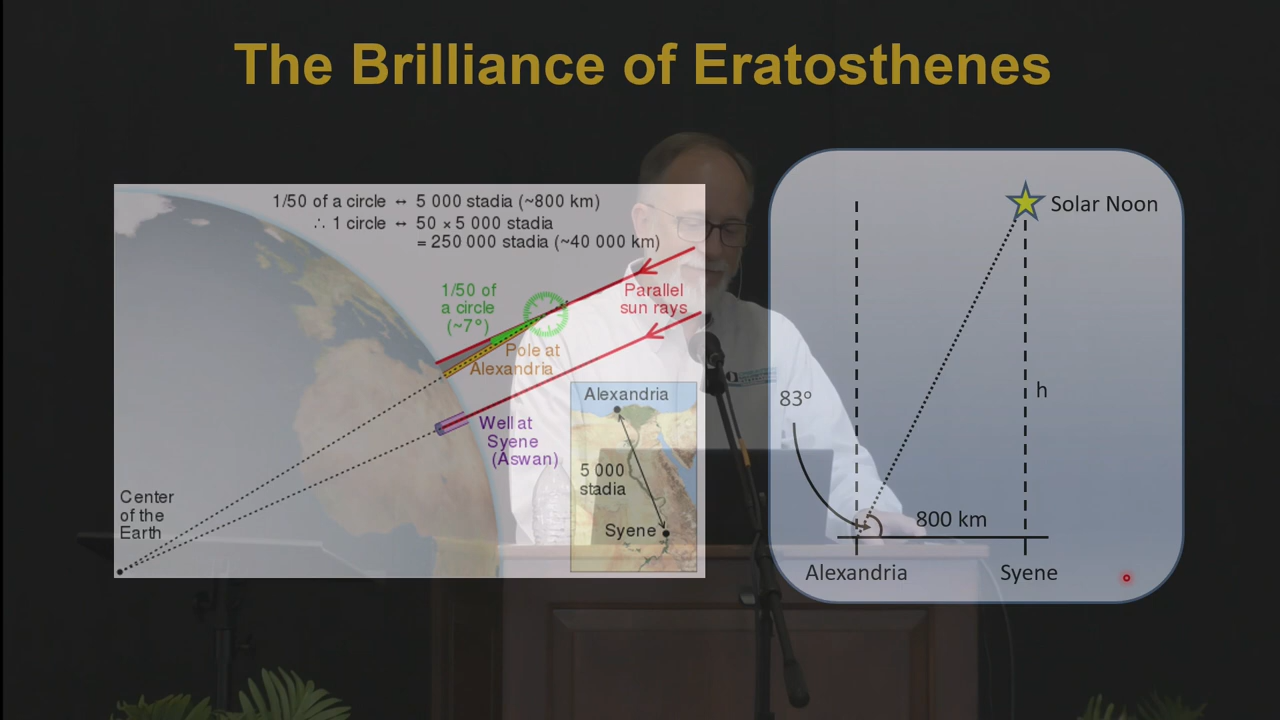 The Brilliance of Eratosthenes
1/50 of a circle ↔ 5 000 stadia (~800 km)
∴ 1 circle ↔ 50 × 5 000 stadia
= 250 000 stadia (~40 000 km)
1/50 of
a circle
(~7°)
Parallel
sun rays
Pole at
Alexandria
Well at
Syene
(Aswan)
Center
of the
Earth
Alexandria
5 000
stadia
Syene
Solar Noon
h
83º
800 km
Alexandria
Syene